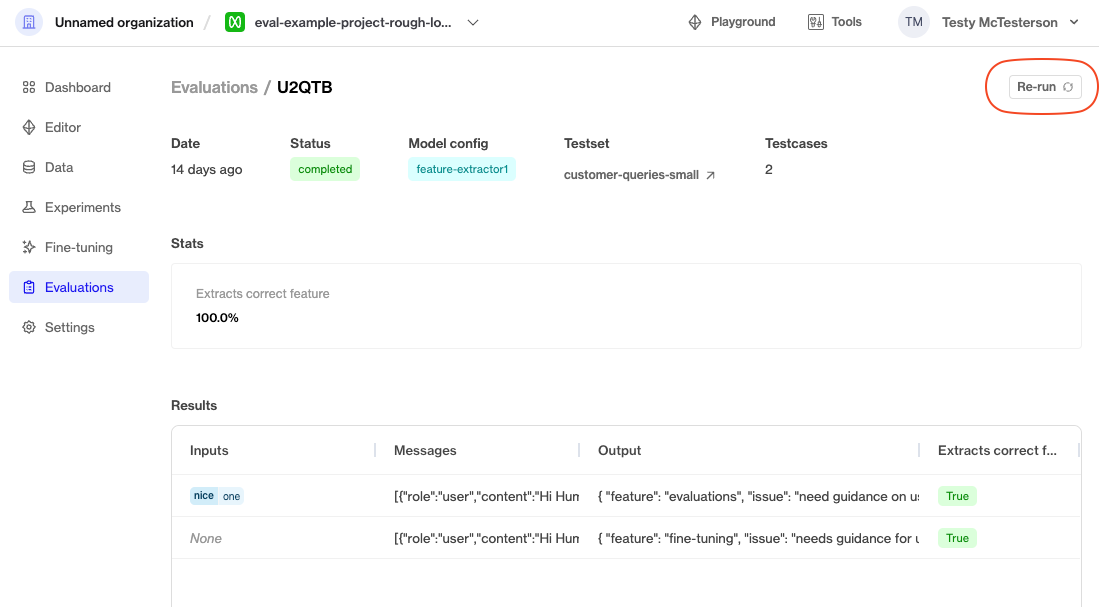 Unnamed organization / eval-example-project-rough-lo... Playground Tools TM Testy McTesterson
Dashboard
Editor
Data
Experiments
Fine-tuning
Evaluations
Settings
Evaluations / U2QTB Re-run
Date Status Model config Testset Testcases
14 days ago completed feature-extractor1 customer-queries-small 2
Stats
Extracts correct feature
100.0%
Results
Inputs Messages Output Extracts correct f...
nice one [{"role":"user","content":"Hi Hum { "feature": "evaluations", "issue": "need guidance on us True
None [{"role":"user","content":"Hi Hum { "feature": "fine-tuning", "issue": "needs guidance for u True